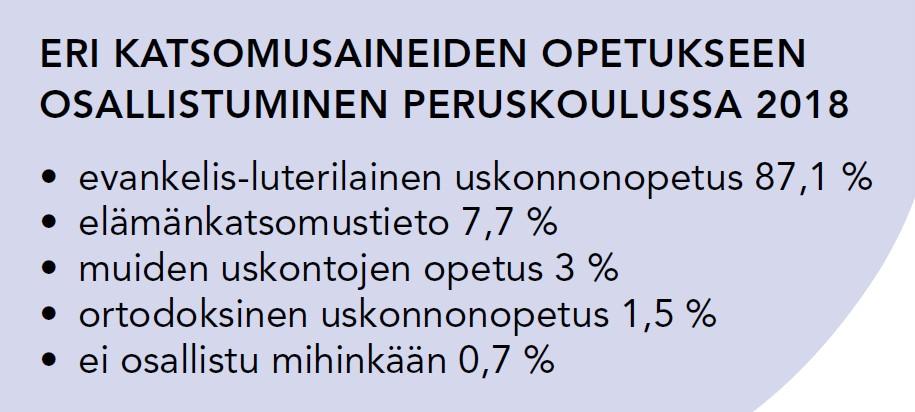 ERI KATSOMUSAINEIDEN OPETUKSEEN
OSALLISTUMINEN PERUSKOULUSSA 2018
• evankelis-luterilainen uskonnonopetus 87,1 %
• elämänkatsomustieto 7,7 %
• muiden uskontojen opetus 3 %
• ortodoksinen uskonnonopetus 1,5 %
• ei osallistu mihinkään 0,7 %